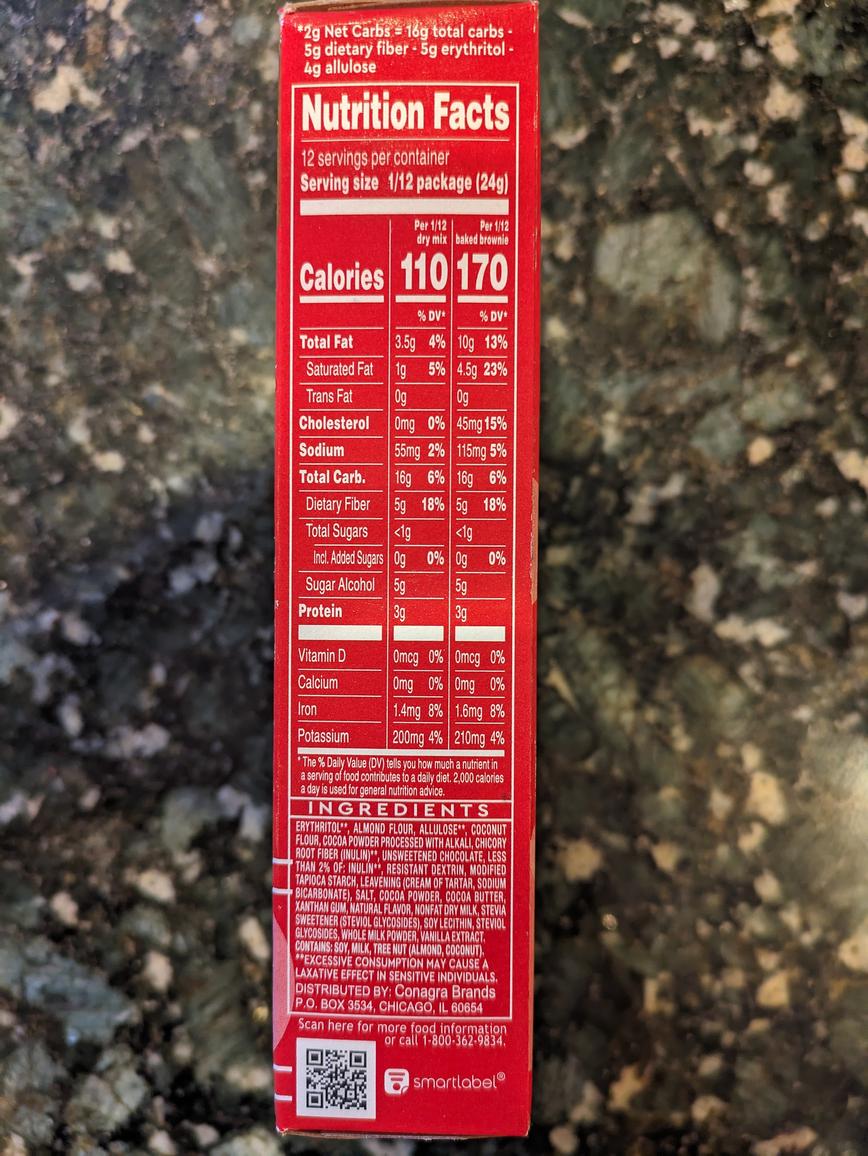 *2g Net Carbs = 16g total carbs -
5g dietary fiber - 5g erythritol -
4g allulose
Nutrition Facts
12 servings per container
Serving size 1/12 package (24g)
Per 1/12 dry mix Per 1/12 baked brownie
Calories 110 170
% DV* % DV*
Total Fat 3.5g 4% 10g 13%
Saturated Fat 1g 5% 4.5g 23%
Trans Fat 0g 0g
Cholesterol 0mg 0% 45mg 15%
Sodium 55mg 2% 115mg 5%
Total Carb. 16g 6% 16g 6%
Dietary Fiber 5g 18% 5g 18%
Total Sugars <1g <1g
Incl. Added Sugars 0g 0% 0g 0%
Sugar Alcohol 5g 5g
Protein 3g 3g
Vitamin D 0mcg 0% 0mcg 0%
Calcium 0mg 0% 0mg 0%
Iron 1.4mg 8% 1.6mg 8%
Potassium 200mg 4% 210mg 4%
* The % Daily Value (DV) tells you how much a nutrient in
a serving of food contributes to a daily diet. 2,000 calories
a day is used for general nutrition advice.
INGREDIENTS
ERYTHRITOL**, ALMOND FLOUR, ALLULOSE**, COCONUT
FLOUR, COCOA POWDER PROCESSED WITH ALKALI, CHICORY
ROOT FIBER (INULIN)**, UNSWEETENED CHOCOLATE, LESS
THAN 2% OF: INULIN**, RESISTANT DEXTRIN, MODIFIED
TAPIOCA STARCH, LEAVENING (CREAM OF TARTAR, SODIUM
BICARBONATE), SALT, COCOA POWDER, COCOA BUTTER,
XANTHAN GUM, NATURAL FLAVOR, NONFAT DRY MILK, STEVIA
SWEETENER (STEVIOL GLYCOSIDES), SOY LECITHIN, STEVIOL
GLYCOSIDES, WHOLE MILK POWDER, VANILLA EXTRACT.
CONTAINS: SOY, MILK, TREE NUT (ALMOND, COCONUT).
**EXCESSIVE CONSUMPTION MAY CAUSE A
LAXATIVE EFFECT IN SENSITIVE INDIVIDUALS.
DISTRIBUTED BY: Conagra Brands
P.O. BOX 3534, CHICAGO, IL 60654
Scan here for more food information
or call 1-800-362-9834.
smartlabel®